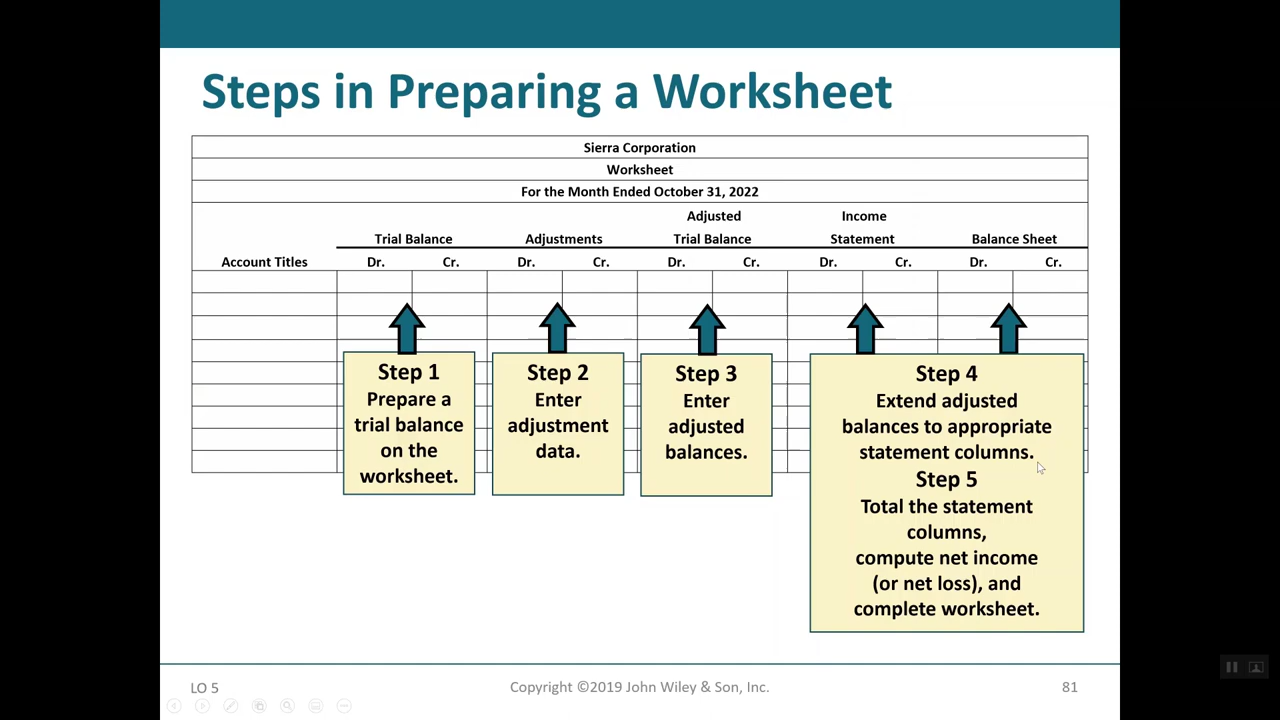 Steps in Preparing a Worksheet
Sierra Corporation
Worksheet
For the Month Ended October 31, 2022
Adjusted Income
Trial Balance Adjustments Trial Balance Statement Balance Sheet
Account Titles Dr. Cr. Dr. Cr. Dr. Cr. Dr. Cr. Dr. Cr.
Step 1
Prepare a
trial balance
on the
worksheet.
Step 2
Enter
adjustment
data.
Step 3
Enter
adjusted
balances.
Step 4
Extend adjusted
balances to appropriate
statement columns.
Step 5
Total the statement
columns,
compute net income
(or net loss), and
complete worksheet.
LO 5 Copyright ©2019 John Wiley & Son, Inc. 81